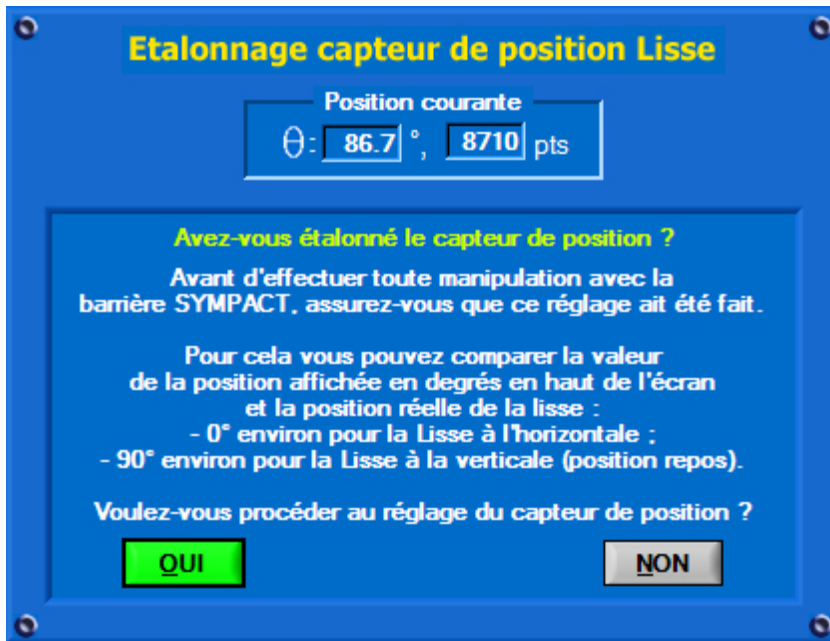 Etalonnage capteur de position Lisse
Position courante
θ: 86.7 °, 8710 pts
Avez-vous étalonné le capteur de position ?
Avant d'effectuer toute manipulation avec la
barrière SYMPACT, assurez-vous que ce réglage ait été fait.
Pour cela vous pouvez comparer la valeur
de la position affichée en degrés en haut de l'écran
et la position réelle de la lisse :
- 0° environ pour la Lisse à l'horizontale ;
- 90° environ pour la Lisse à la verticale (position repos).
Voulez-vous procéder au réglage du capteur de position ?
OUI NON